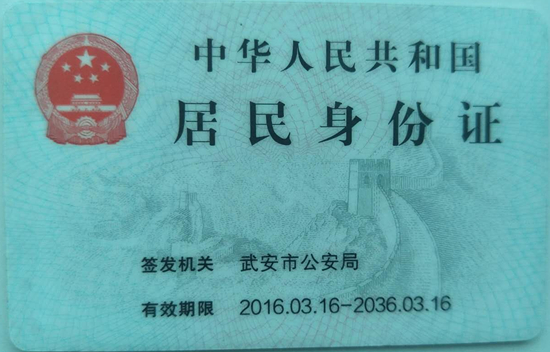 中华人民共和国
居民身份证
签发机关 武安市公安局
有效期限 2016.03.16-2036.03.16